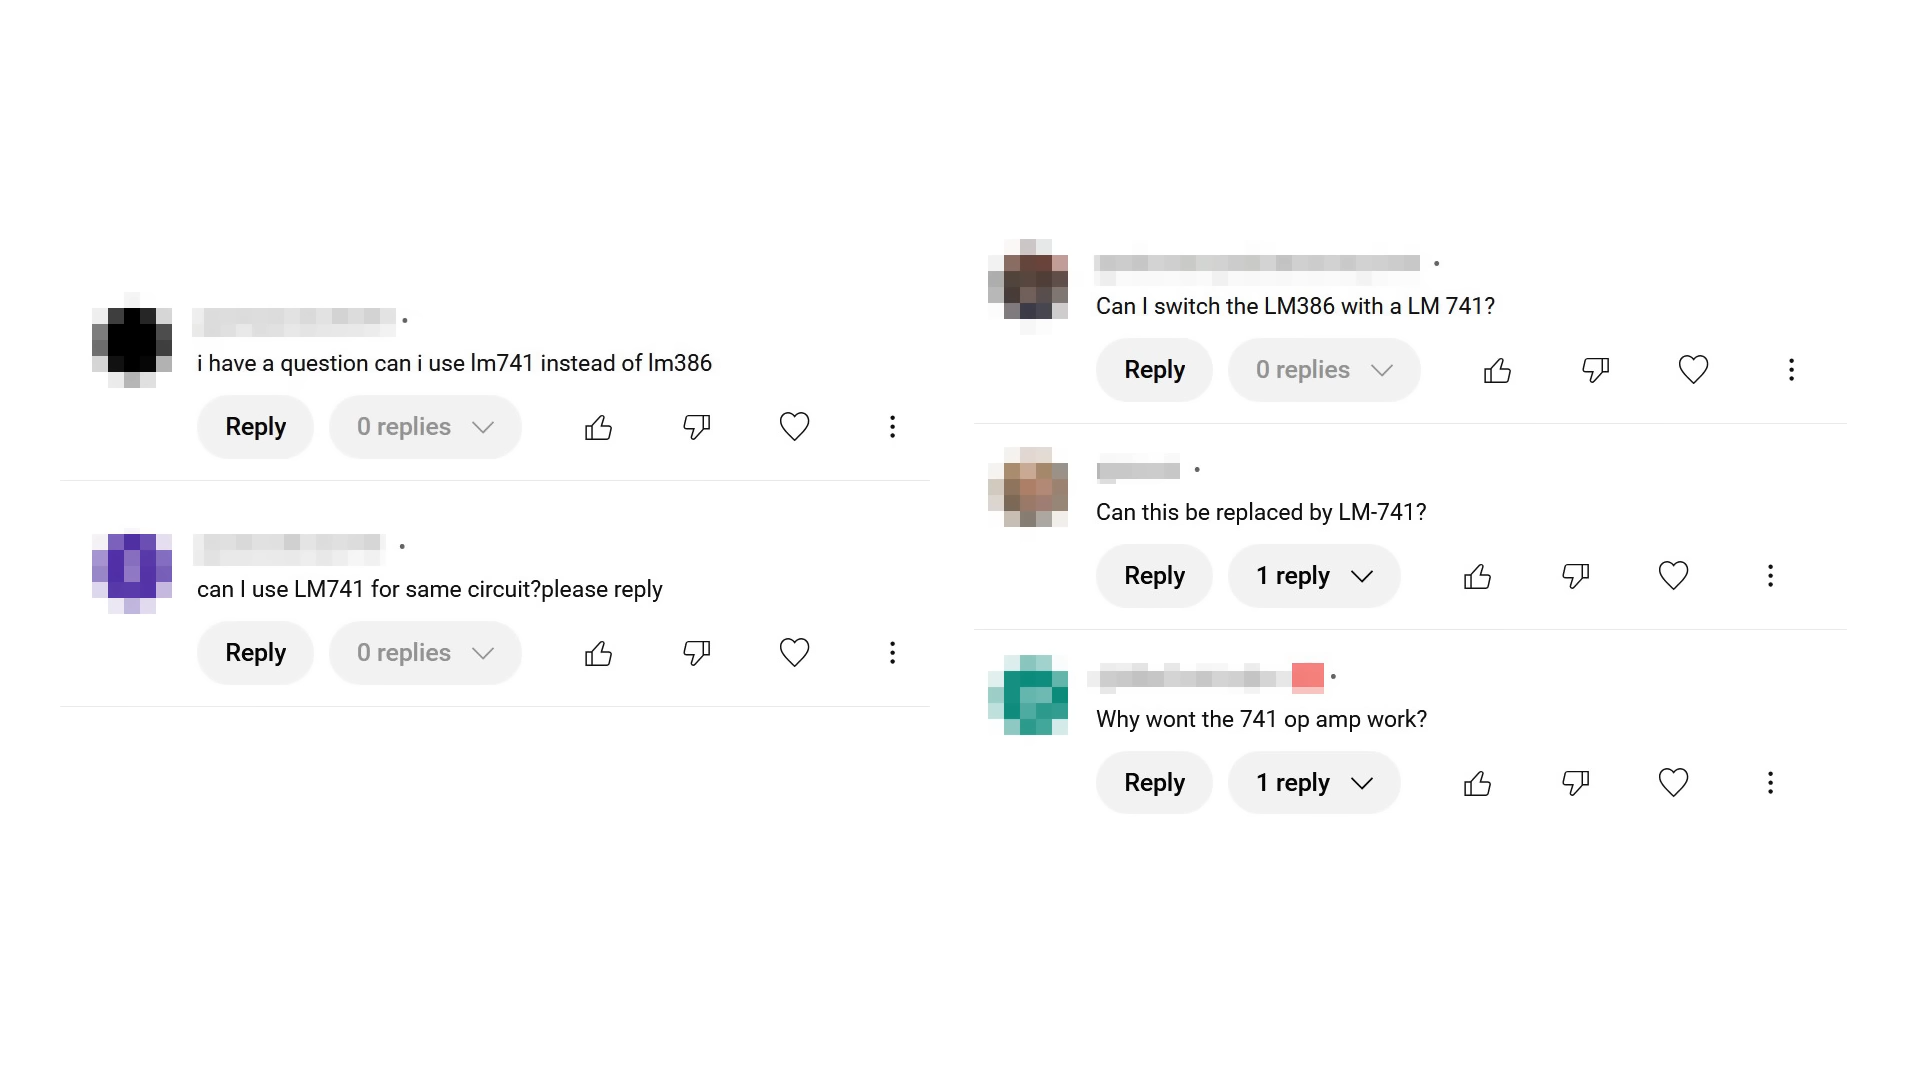 i have a question can i use lm741 instead of lm386
Reply
0 replies
can I use LM741 for same circuit?please reply
Reply
0 replies
Can I switch the LM386 with a LM 741?
Reply
0 replies
Can this be replaced by LM-741?
Reply
1 reply
Why wont the 741 op amp work?
Reply
1 reply